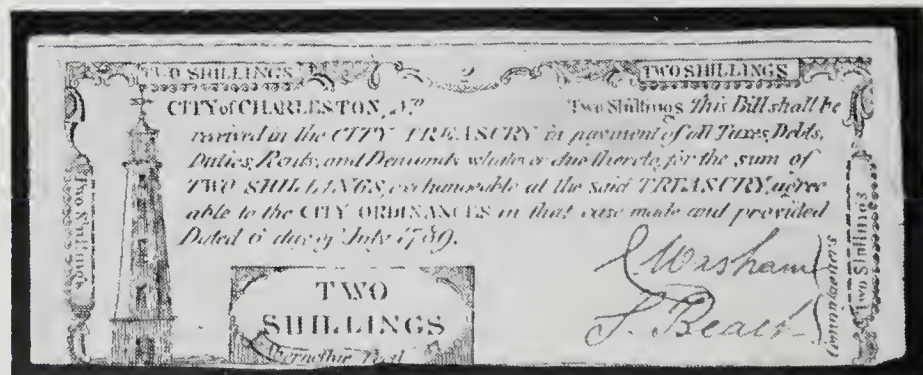 TWO SHILLINGS 2 TWO SHILLINGS
CITY of CHARLESTON, No Two Shillings This Bill shall be
received in the CITY TREASURY in payment of all Taxes, Debts,
Duties, Rents, and Demands whatever due thereto, for the sum of
TWO SHILLINGS, exchangeable at the said TREASURY, agree
able to the CITY ORDINANCES in that case made and provided
Dated 6 day of July 1789.
Two Shillings
TWO
SHILLINGS
J. Beach
Commissioners
Two Shillings